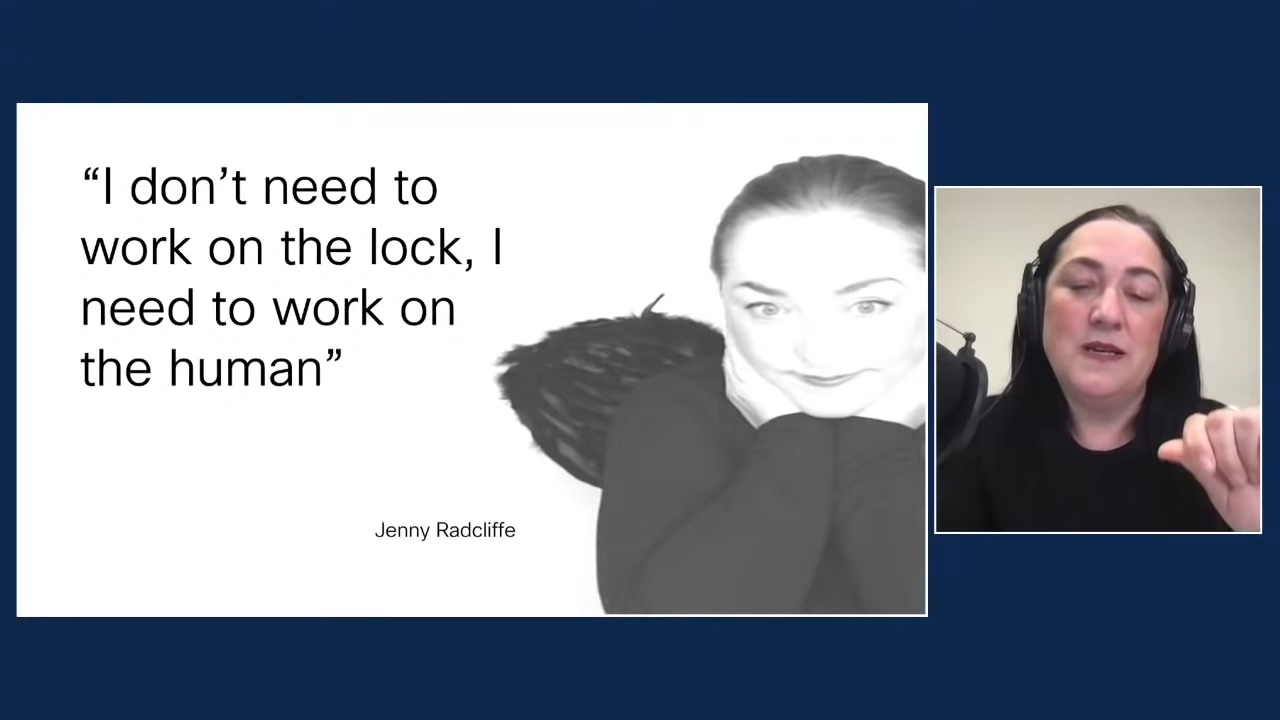 “I don’t need to
work on the lock, I
need to work on
the human”
Jenny Radcliffe